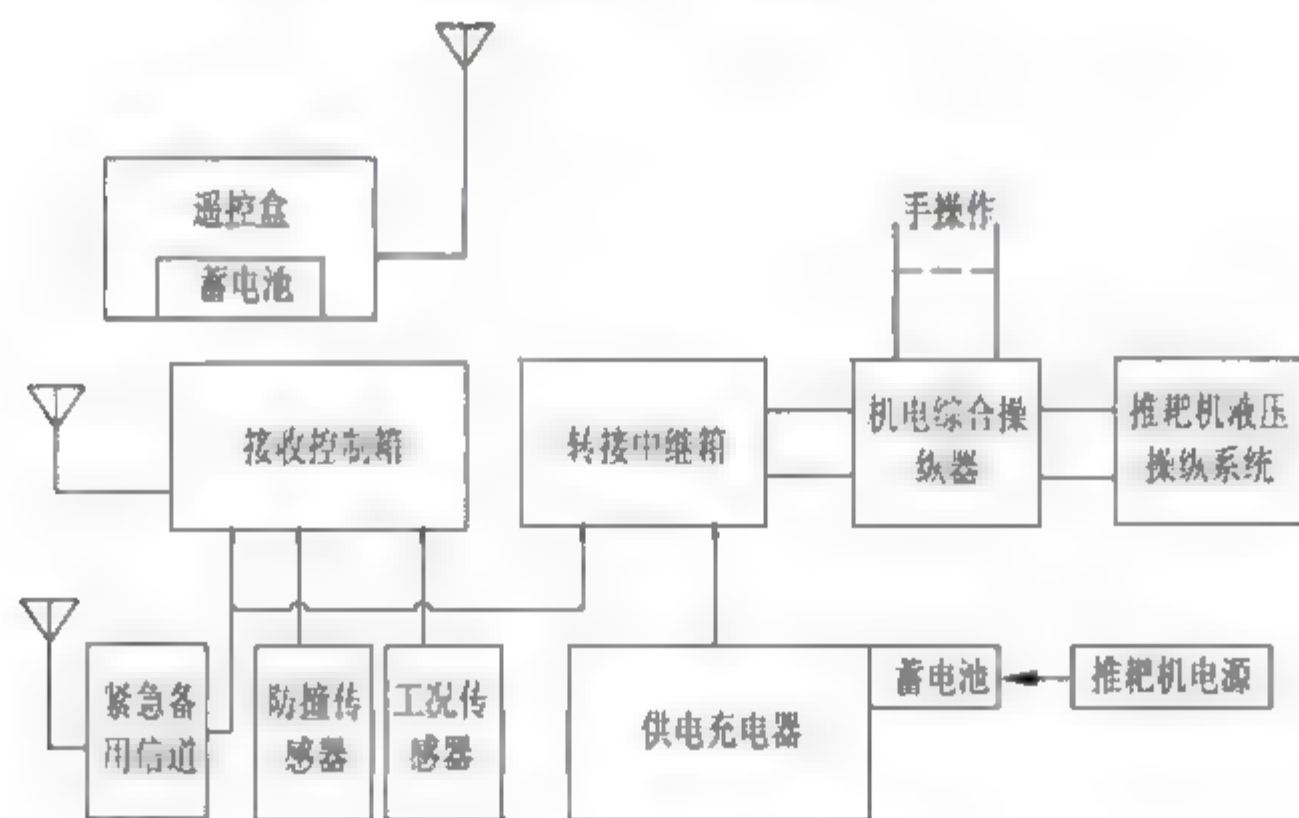 遥控盒
蓄电池
手操作
接收控制箱
转接中继箱
机电综合操
纵器
推耙机液压
操纵系统
紧急备
用信道
防撞传
感器
工况传
感器
供电充电器
蓄电池
推耙机电源